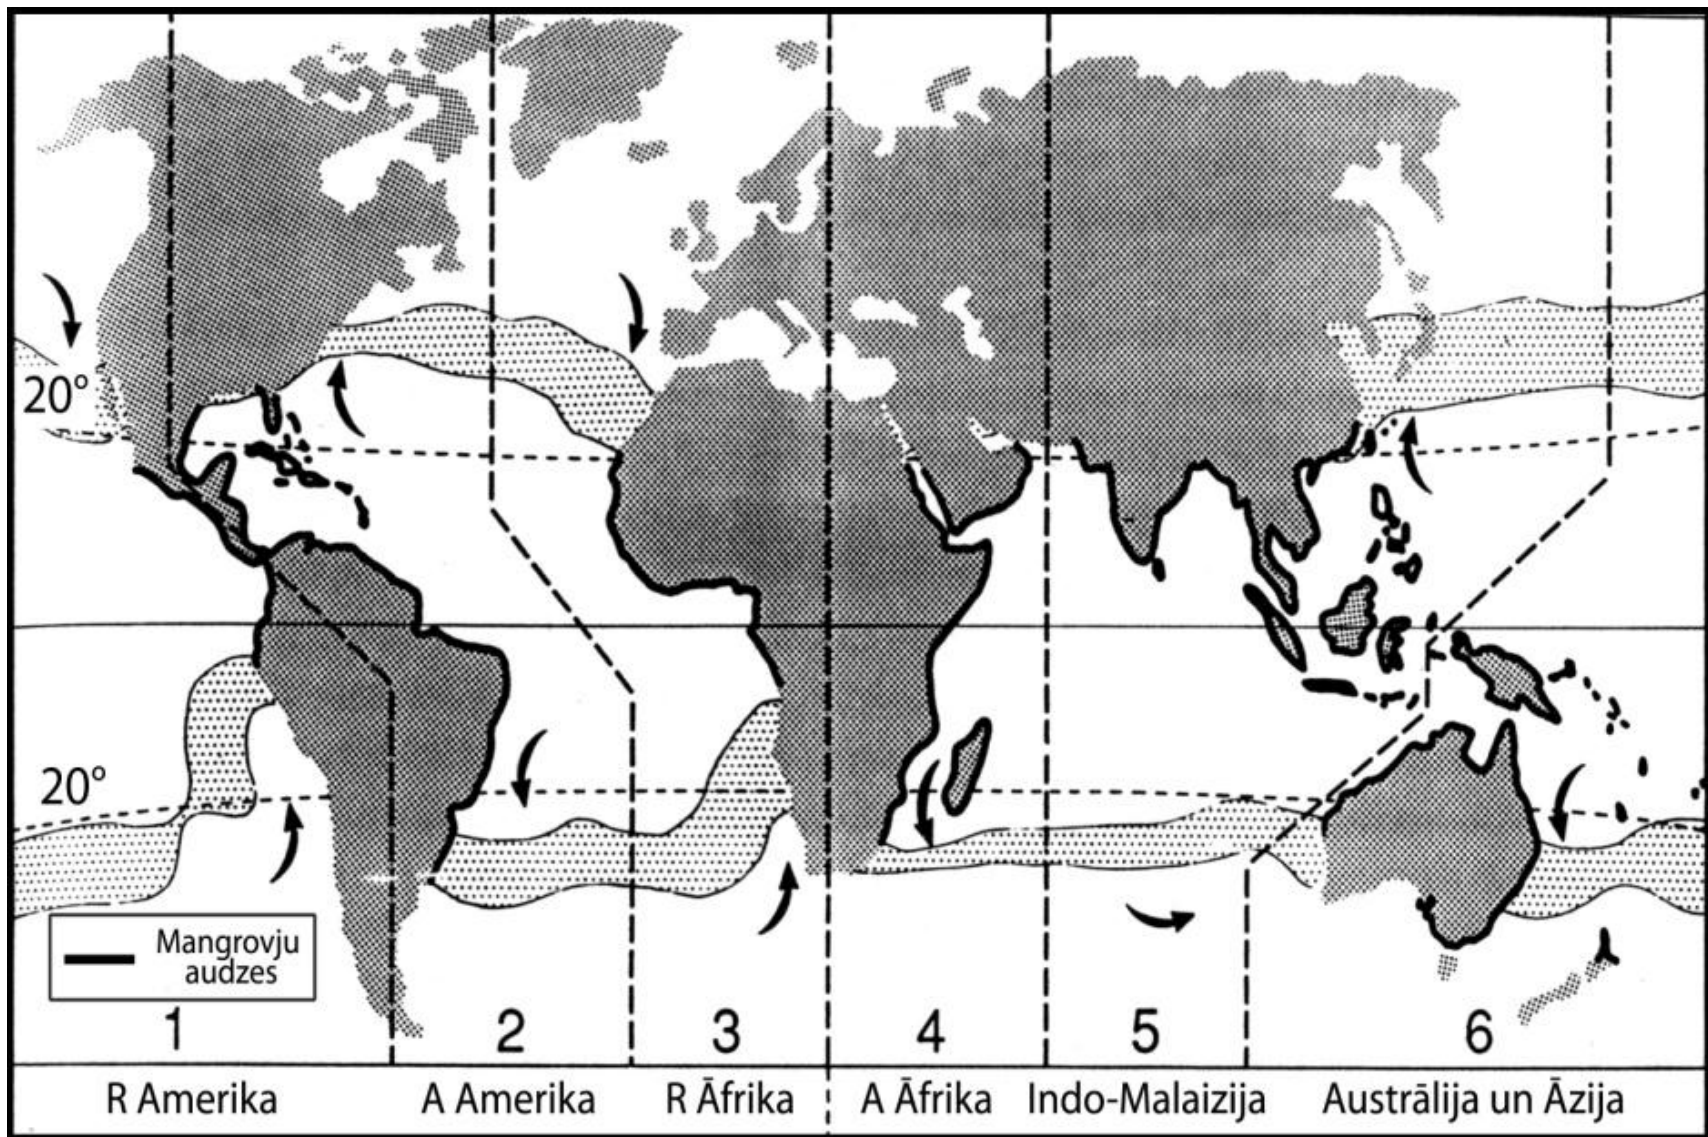 20°
20°
Mangrovju
audzes
1 2 3 4 5 6
R Amerika A Amerika R Āfrika A Āfrika Indo-Malaizija Austrālija un Āzija